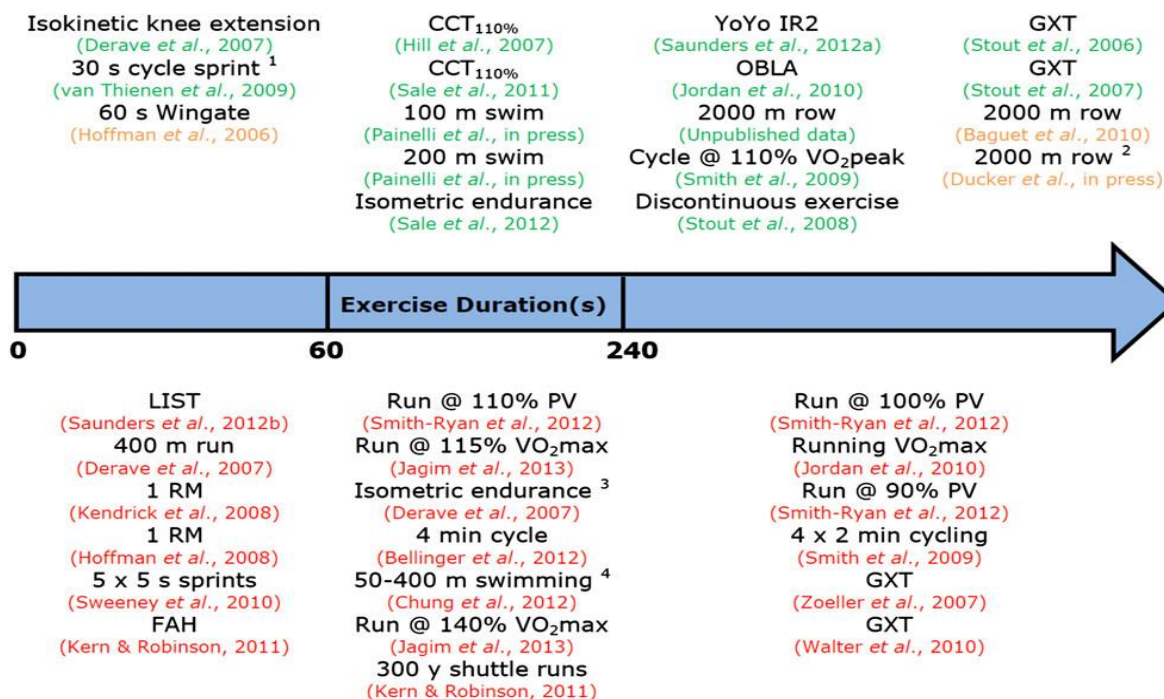 Isokinetic knee extension
(Derave et al., 2007)
30 s cycle sprint ¹
(van Thienen et al., 2009)
60 s Wingate
(Hoffman et al., 2006)
CCT₁₁₀%
(Hill et al., 2007)
CCT₁₁₀%
(Sale et al., 2011)
100 m swim
(Painelli et al., in press)
200 m swim
(Painelli et al., in press)
Isometric endurance
(Sale et al., 2012)
YoYo IR2
(Saunders et al., 2012a)
OBLA
(Jordan et al., 2010)
2000 m row
(Unpublished data)
Cycle @ 110% VO₂peak
(Smith et al., 2009)
Discontinuous exercise
(Stout et al., 2008)
GXT
(Stout et al., 2006)
GXT
(Stout et al., 2007)
2000 m row
(Baguet et al., 2010)
2000 m row ²
(Ducker et al., in press)
Exercise Duration(s)
0 60 240
LIST
(Saunders et al., 2012b)
400 m run
(Derave et al., 2007)
1 RM
(Kendrick et al., 2008)
1 RM
(Hoffman et al., 2008)
5 x 5 s sprints
(Sweeney et al., 2010)
FAH
(Kern & Robinson, 2011)
Run @ 110% PV
(Smith-Ryan et al., 2012)
Run @ 115% VO₂max
(Jagim et al., 2013)
Isometric endurance ³
(Derave et al., 2007)
4 min cycle
(Bellinger et al., 2012)
50-400 m swimming ⁴
(Chung et al., 2012)
Run @ 140% VO₂max
(Jagim et al., 2013)
300 y shuttle runs
(Kern & Robinson, 2011)
Run @ 100% PV
(Smith-Ryan et al., 2012)
Running VO₂max
(Jordan et al., 2010)
Run @ 90% PV
(Smith-Ryan et al., 2012)
4 x 2 min cycling
(Smith et al., 2009)
GXT
(Zoeller et al., 2007)
GXT
(Walter et al., 2010)